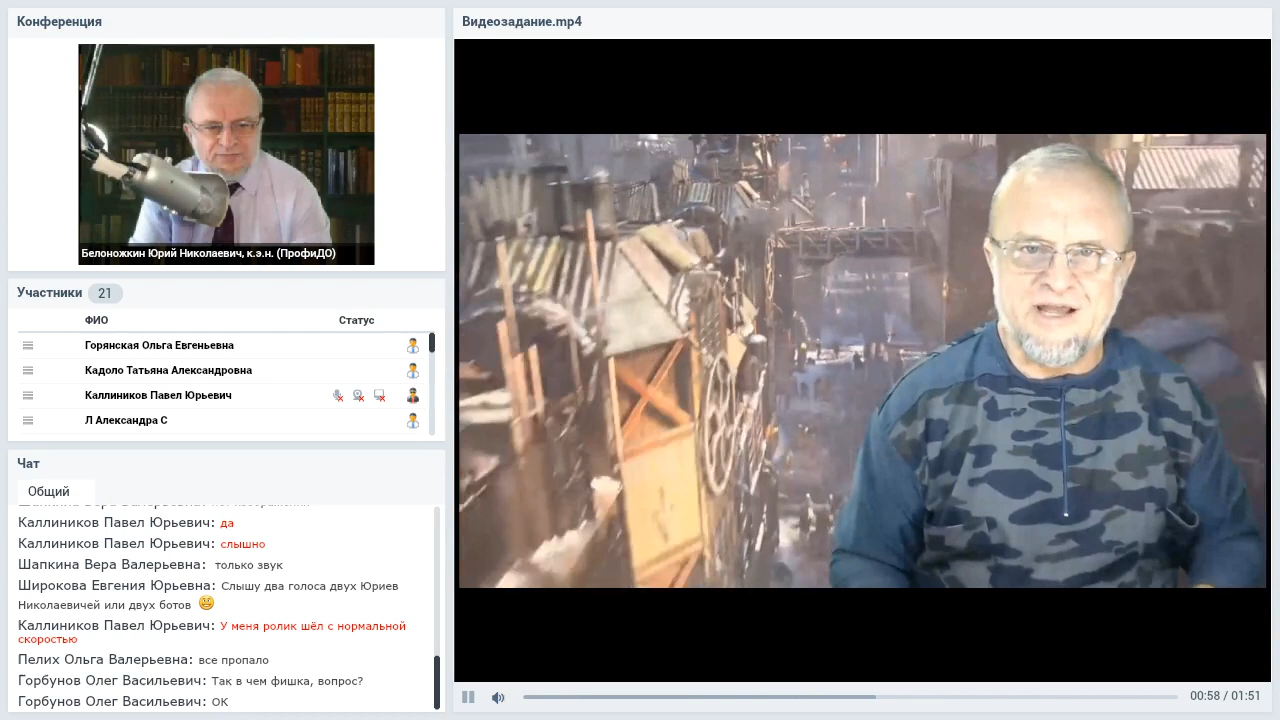 Конференция
Белоножкин Юрий Николаевич, к.э.н. (ПрофиДО)
Участники 21
ФИО Статус
Горянская Ольга Евгеньевна
Кадоло Татьяна Александровна
Каллиников Павел Юрьевич
Л Александра С
Чат
Общий
Каллиников Павел Юрьевич: да
Каллиников Павел Юрьевич: слышно
Шапкина Вера Валерьевна: только звук
Широкова Евгения Юрьевна: Слышу два голоса двух Юриев
Николаевичей или двух ботов
Каллиников Павел Юрьевич: У меня ролик шёл с нормальной
скоростью
Пелих Ольга Валерьевна: все пропало
Горбунов Олег Васильевич: Так в чем фишка, вопрос?
Горбунов Олег Васильевич: ОК
Видеозадание.mp4
00:58 / 01:51